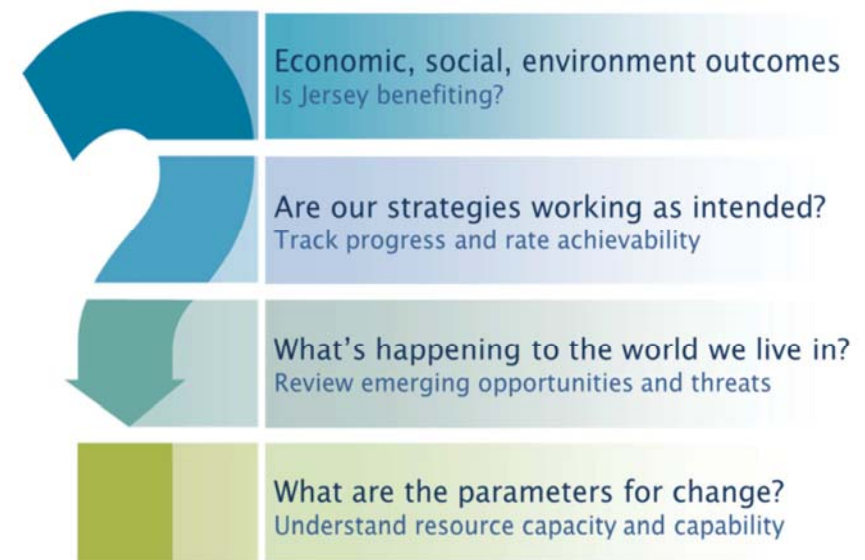 Economic, social, environment outcomes
Is Jersey benefiting?
Are our strategies working as intended?
Track progress and rate achievability
What's happening to the world we live in?
Review emerging opportunities and threats
What are the parameters for change?
Understand resource capacity and capability